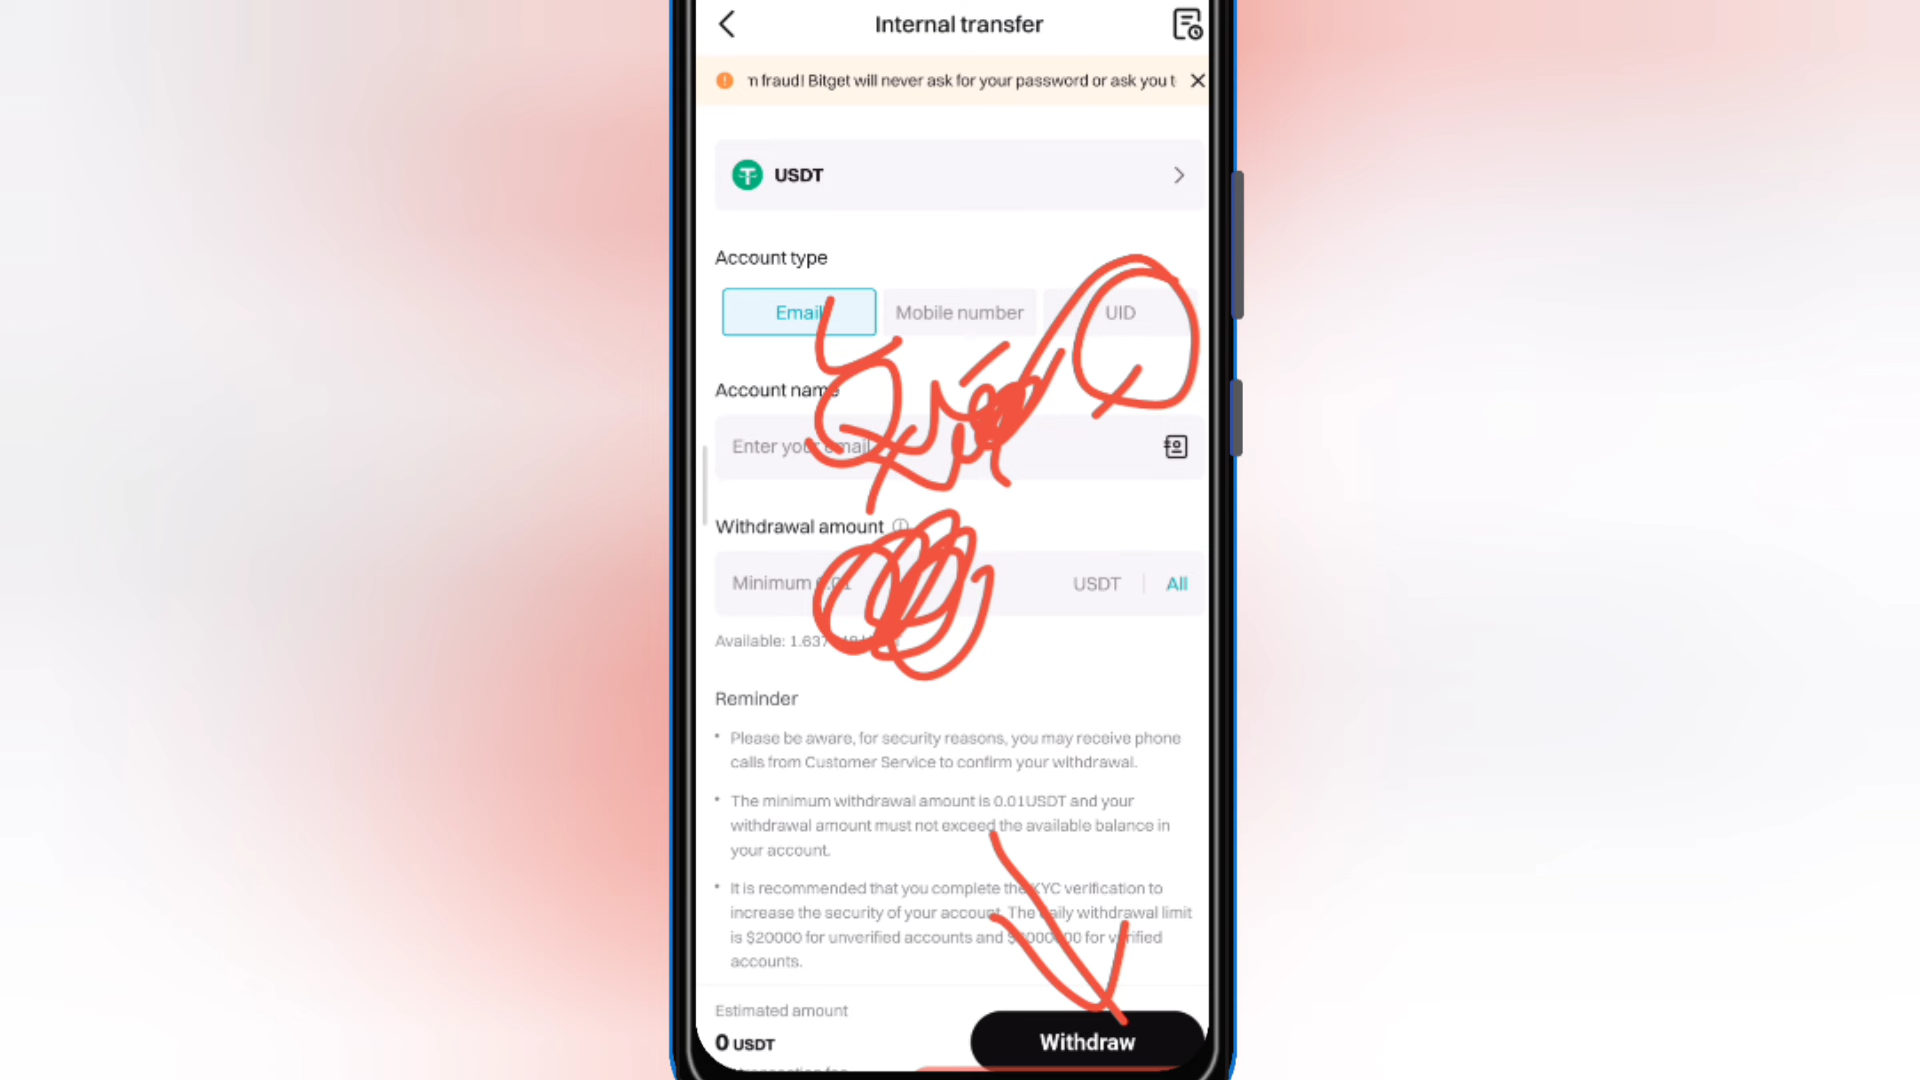 Internal transfer
m fraud! Bitget will never ask for your password or ask you t
USDT
Account type
Email Mobile number UID
Account name
Enter your email
Withdrawal amount
Minimum 0.01 USDT All
Available: 1.637
Reminder
• Please be aware, for security reasons, you may receive phone
calls from Customer Service to confirm your withdrawal.
• The minimum withdrawal amount is 0.01USDT and your
withdrawal amount must not exceed the available balance in
your account.
• It is recommended that you complete the KYC verification to
increase the security of your account. The daily withdrawal limit
is $20000 for unverified accounts and for verified
accounts.
Estimated amount
0 USDT
Withdraw